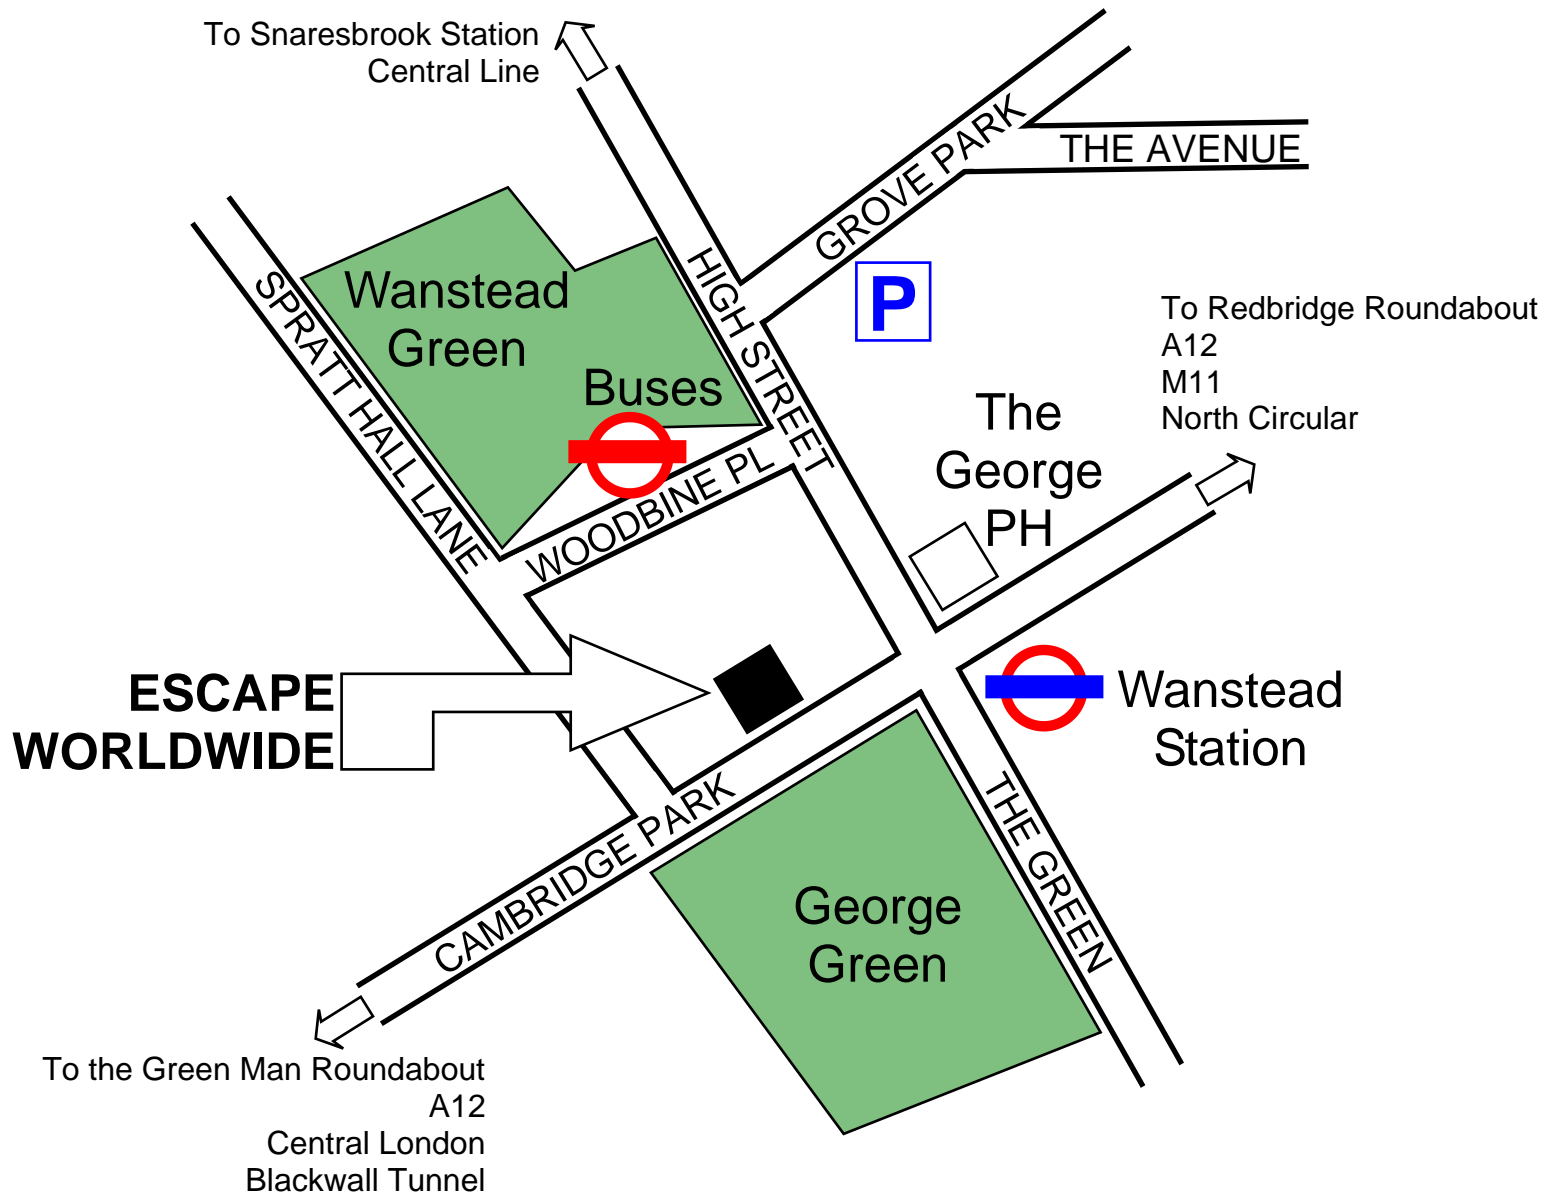 To Snaresbrook Station
Central Line
GROVE PARK
THE AVENUE
Wanstead
Green
SPRATT HALL LANE
HIGH STREET
P
To Redbridge Roundabout
A12
M11
North Circular
Buses
The
George
PH
WOODBINE PL
ESCAPE
WORLDWIDE
Wanstead
Station
CAMBRIDGE PARK
THE GREEN
George
Green
To the Green Man Roundabout
A12
Central London
Blackwall Tunnel